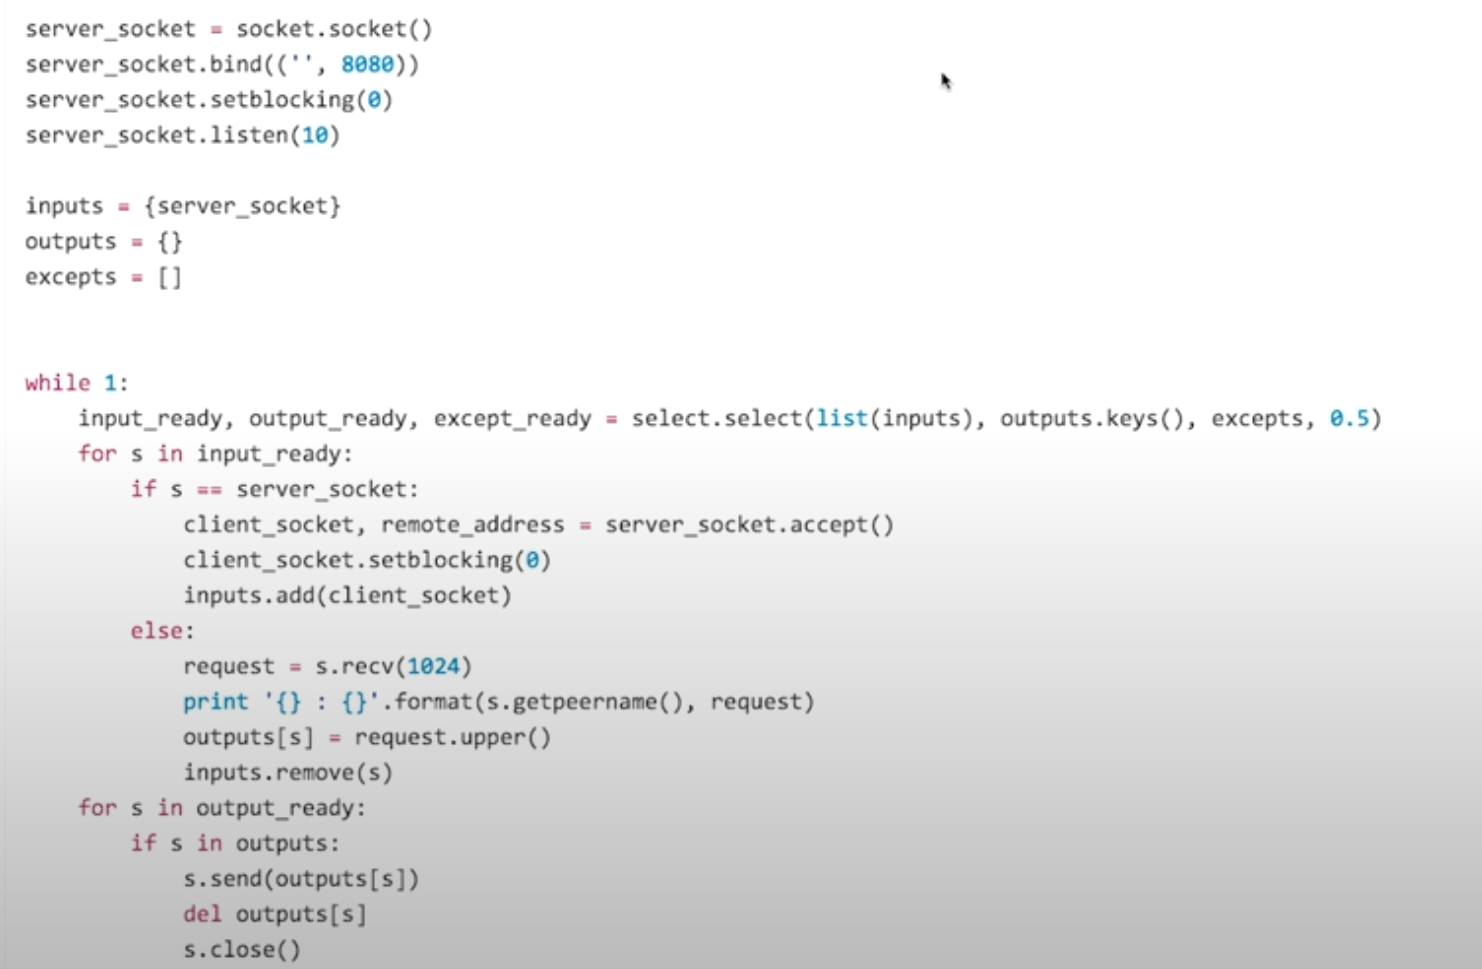 server_socket = socket.socket()
server_socket.bind(('', 8080))
server_socket.setblocking(0)
server_socket.listen(10)

inputs = {server_socket}
outputs = {}
excepts = []

while 1:
    input_ready, output_ready, except_ready = select.select(list(inputs), outputs.keys(), excepts, 0.5)
    for s in input_ready:
        if s == server_socket:
            client_socket, remote_address = server_socket.accept()
            client_socket.setblocking(0)
            inputs.add(client_socket)
        else:
            request = s.recv(1024)
            print '{} : {}'.format(s.getpeername(), request)
            outputs[s] = request.upper()
            inputs.remove(s)
    for s in output_ready:
        if s in outputs:
            s.send(outputs[s])
            del outputs[s]
            s.close()